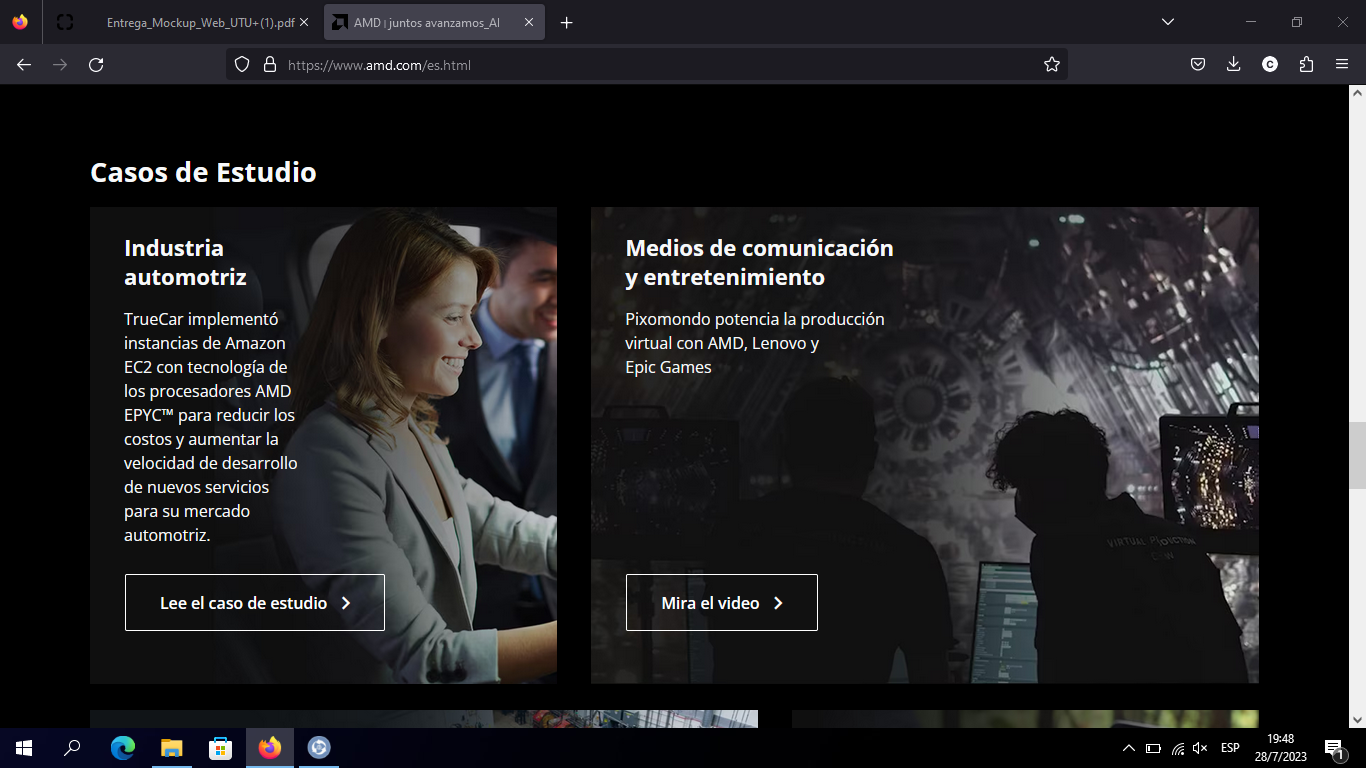 Entrega_Mockup_Web_UTU+(1).pdf
AMD | juntos avanzamos_AI
https://www.amd.com/es.html
Casos de Estudio
Industria
automotriz
TrueCar implementó
instancias de Amazon
EC2 con tecnología de
los procesadores AMD
EPYC™ para reducir los
costos y aumentar la
velocidad de desarrollo
de nuevos servicios
para su mercado
automotriz.
Lee el caso de estudio
Medios de comunicación
y entretenimiento
Pixomondo potencia la producción
virtual con AMD, Lenovo y
Epic Games
VIRTUAL PRODUCTION
Mira el video
ESP
19:48
28/7/2023
1